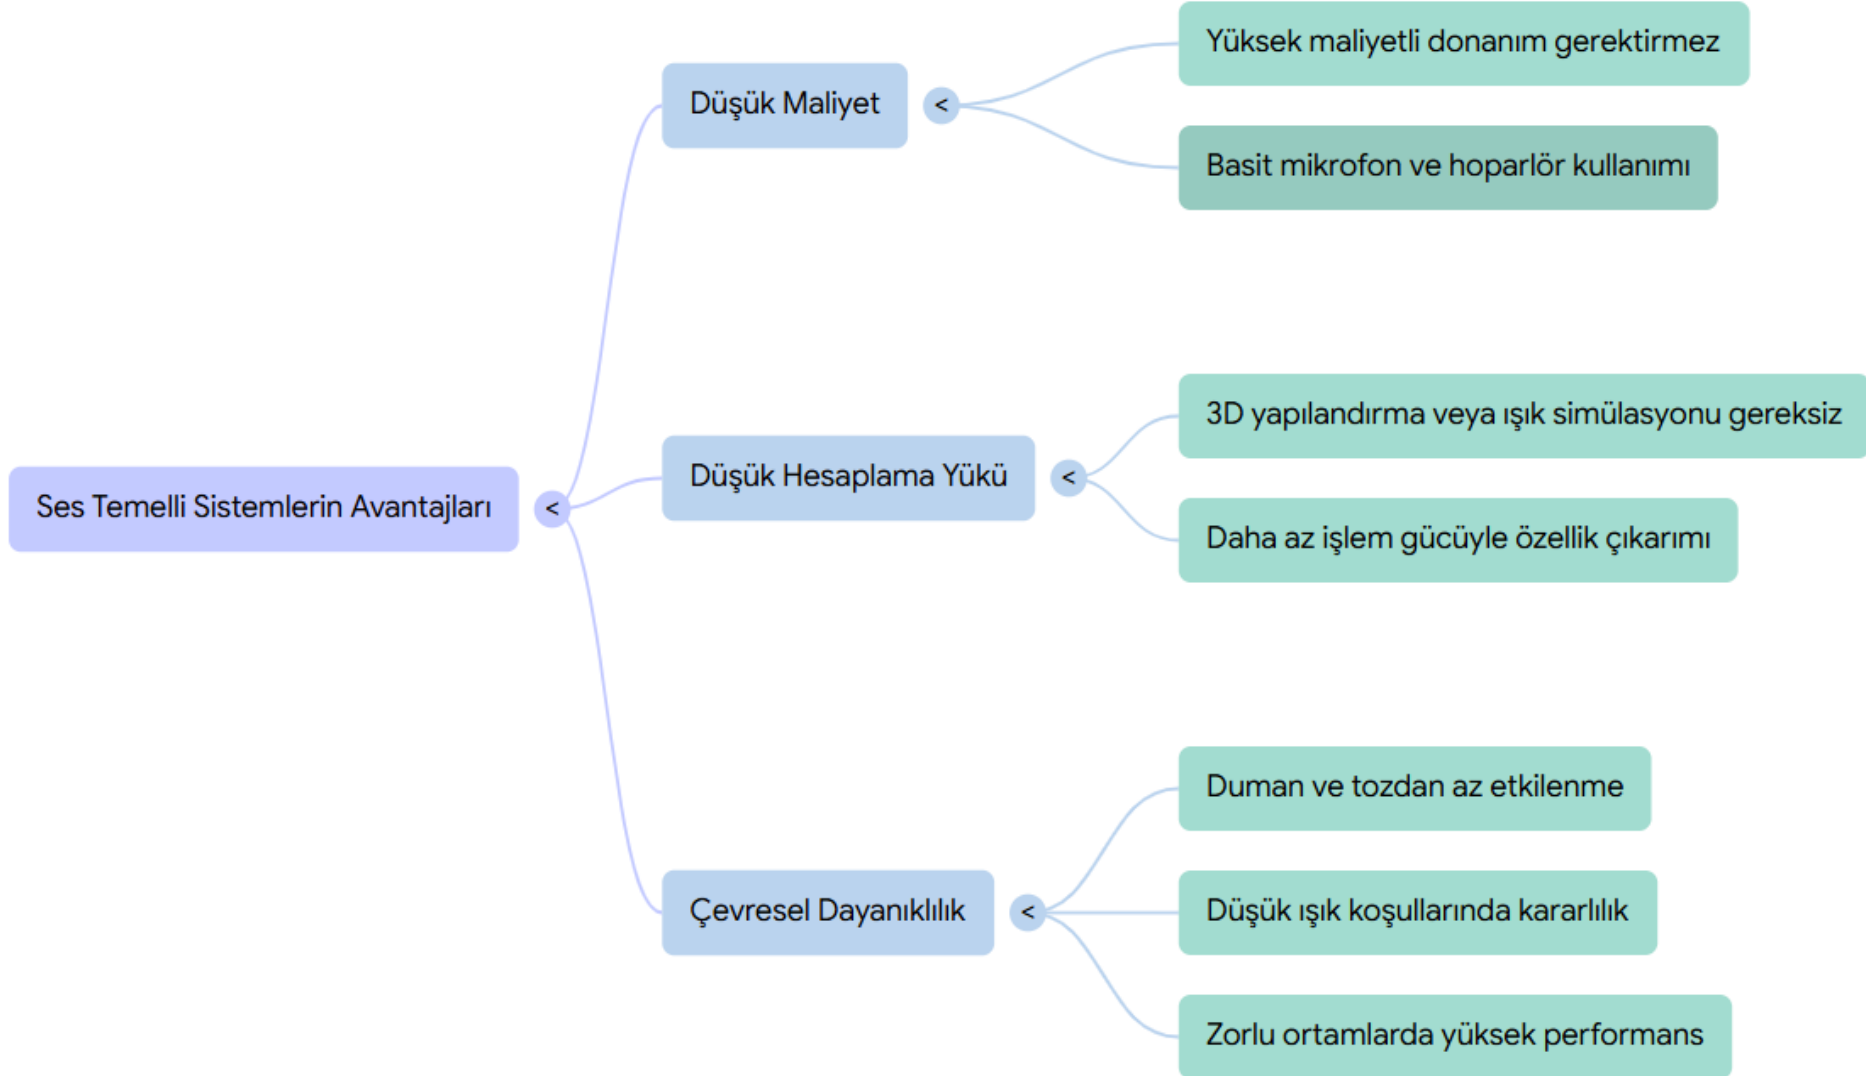 Ses Temelli Sistemlerin Avantajları
<
Düşük Maliyet
<
Yüksek maliyetli donanım gerektirmez
Basit mikrofon ve hoparlör kullanımı
Düşük Hesaplama Yükü
<
3D yapılandırma veya ışık simülasyonu gereksiz
Daha az işlem gücüyle özellik çıkarımı
Çevresel Dayanıklılık
<
Duman ve tozdan az etkilenme
Düşük ışık koşullarında kararlılık
Zorlu ortamlarda yüksek performans